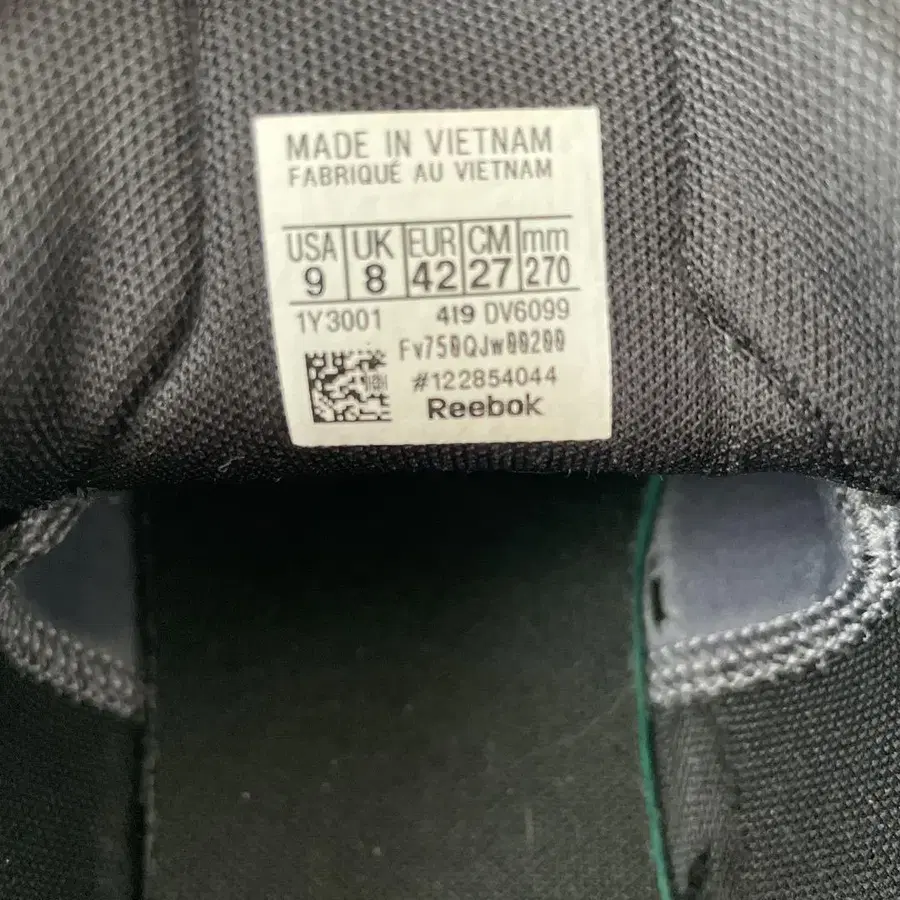 MADE IN VIETNAM
FABRIQUÉ AU VIETNAM
USA UK EUR CM mm
9 8 42 27 270
1Y3001 419 DV6099
Fv750QJw00200
#122854044
Reebok